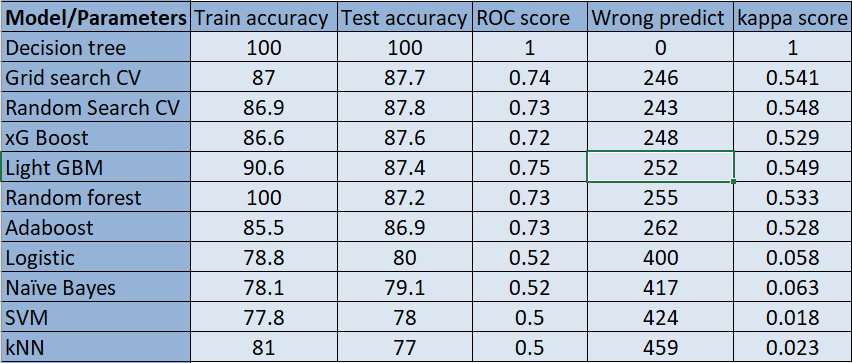 Model/Parameters Train accuracy Test accuracy ROC score Wrong predict kappa score
Decision tree 100 100 1 0 1
Grid search CV 87 87.7 0.74 246 0.541
Random Search CV 86.9 87.8 0.73 243 0.548
xG Boost 86.6 87.6 0.72 248 0.529
Light GBM 90.6 87.4 0.75 252 0.549
Random forest 100 87.2 0.73 255 0.533
Adaboost 85.5 86.9 0.73 262 0.528
Logistic 78.8 80 0.52 400 0.058
Naïve Bayes 78.1 79.1 0.52 417 0.063
SVM 77.8 78 0.5 424 0.018
kNN 81 77 0.5 459 0.023